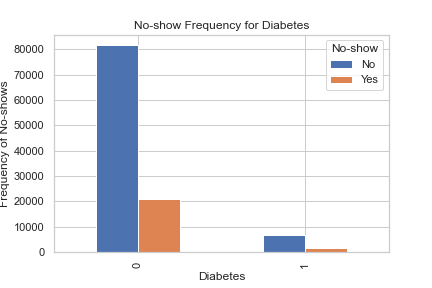 No-show Frequency for Diabetes
No-show
No
Yes
80000
70000
60000
50000
40000
30000
20000
10000
0
Frequency of No-shows
0
1
Diabetes